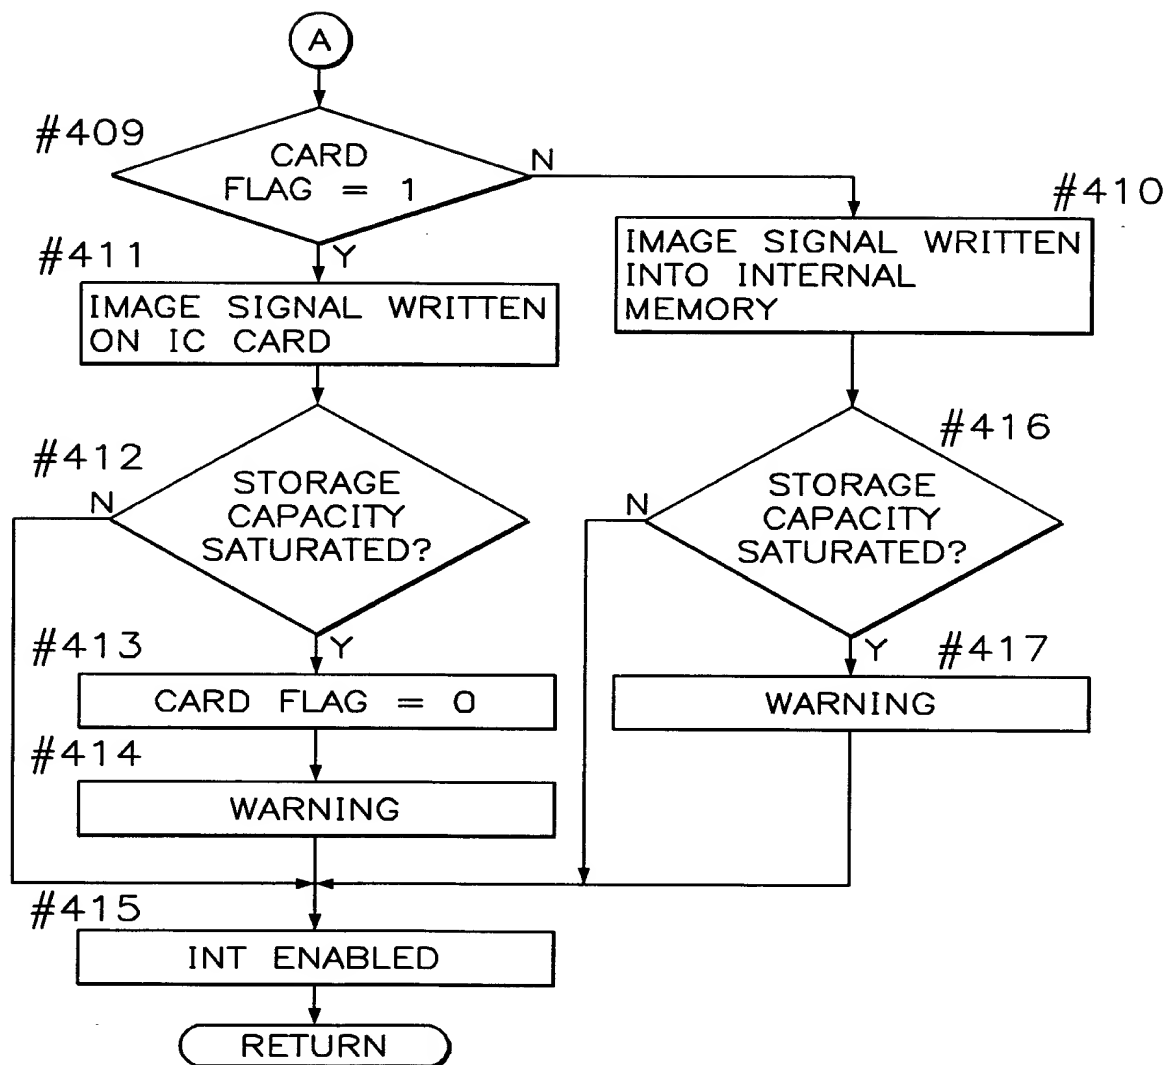 A
#409
CARD
FLAG = 1
N
Y
#410
IMAGE SIGNAL WRITTEN
INTO INTERNAL
MEMORY
#411
IMAGE SIGNAL WRITTEN
ON IC CARD
#412
N
STORAGE
CAPACITY
SATURATED?
Y
#416
N
STORAGE
CAPACITY
SATURATED?
Y
#413
CARD FLAG = 0
#417
WARNING
#414
WARNING
#415
INT ENABLED
RETURN